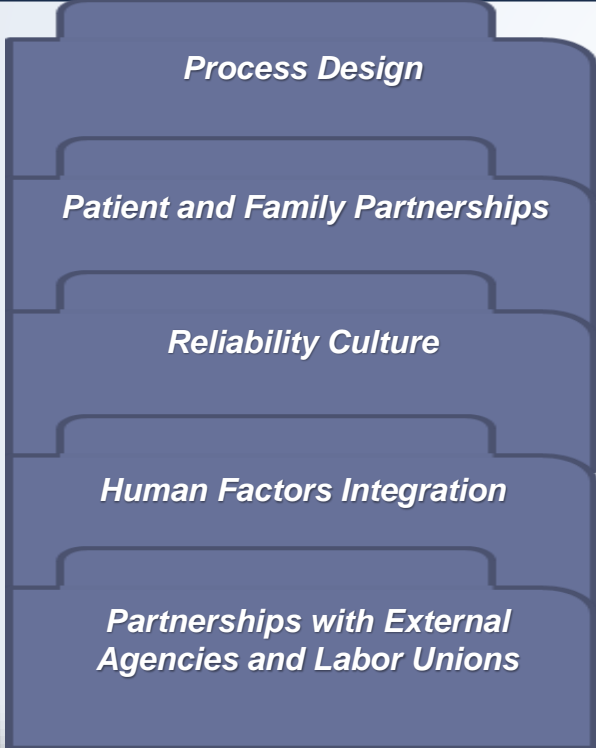 Process Design
Patient and Family Partnerships
Reliability Culture
Human Factors Integration
Partnerships with External
Agencies and Labor Unions